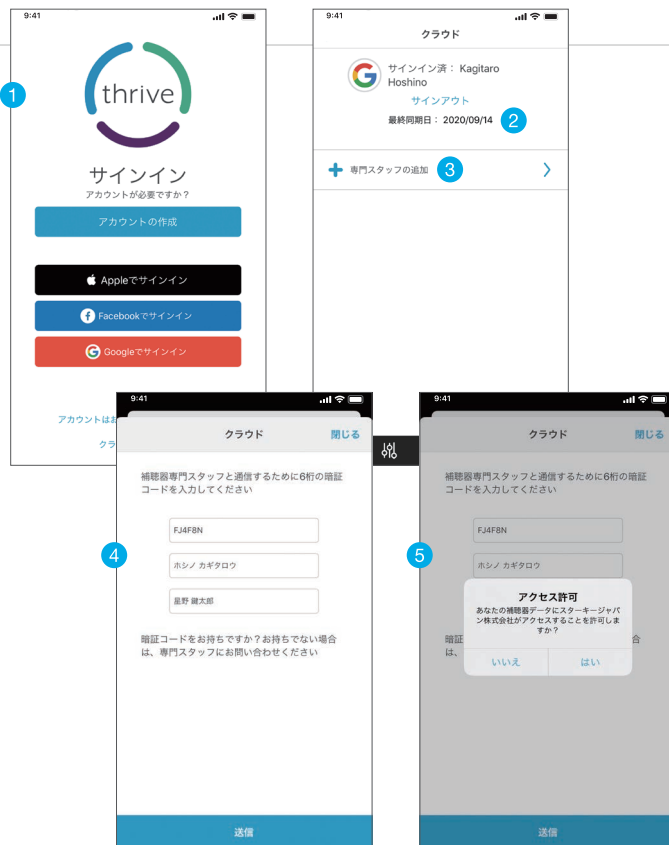 9:41
1
thrive
サインイン
アカウントが必要ですか？
アカウントの作成
Appleでサインイン
Facebookでサインイン
Googleでサインイン
アカウントはお
クラ
9:41
クラウド
サインイン済： Kagitaro
Hoshino
サインアウト
最終同期日： 2020/09/14
2
専門スタッフの追加
3
9:41
クラウド
閉じる
補聴器専門スタッフと通信するために6桁の暗証
コードを入力してください
4
FJ4F8N
ホシノ カギタロウ
星野 鍵太郎
暗証コードをお持ちですか？お持ちでない場合
は、専門スタッフにお問い合わせください
送信
9:41
クラウド
閉じる
補聴器専門スタッフと通信するために6桁の暗証
コードを入力してください
5
FJ4F8N
ホシノ カギタロウ
アクセス許可
あなたの補聴器データにスターキージャパ
ン株式会社がアクセスすることを許可しま
すか？
いいえ
はい
暗証
合
は、
送信